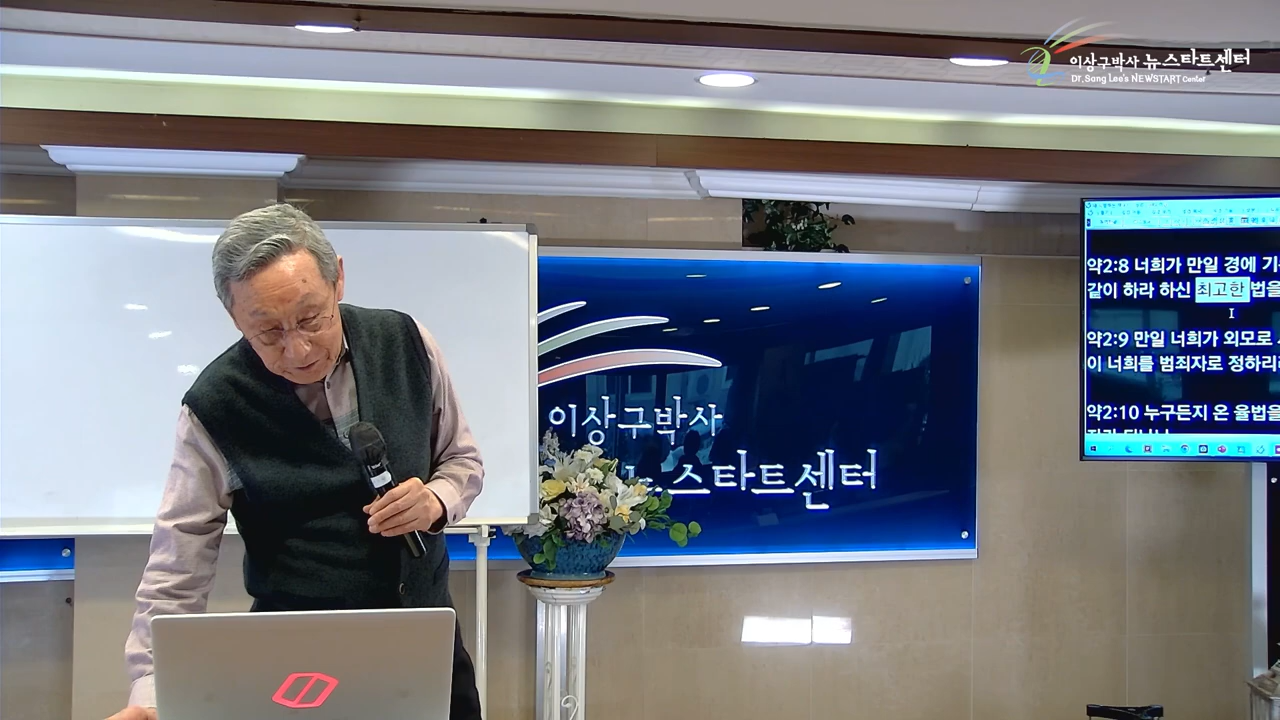 이상구박사 뉴스타트센터
Dr. Sang Lee's NEWSTART Center
약2:8 너희가 만일 경에 기
같이 하라 하신 최고한 법을
약2:9 만일 너희가 외모로
이 너희를 범죄자로 정하리
약2:10 누구든지 온 율법을
이상구박사
뉴스타트센터